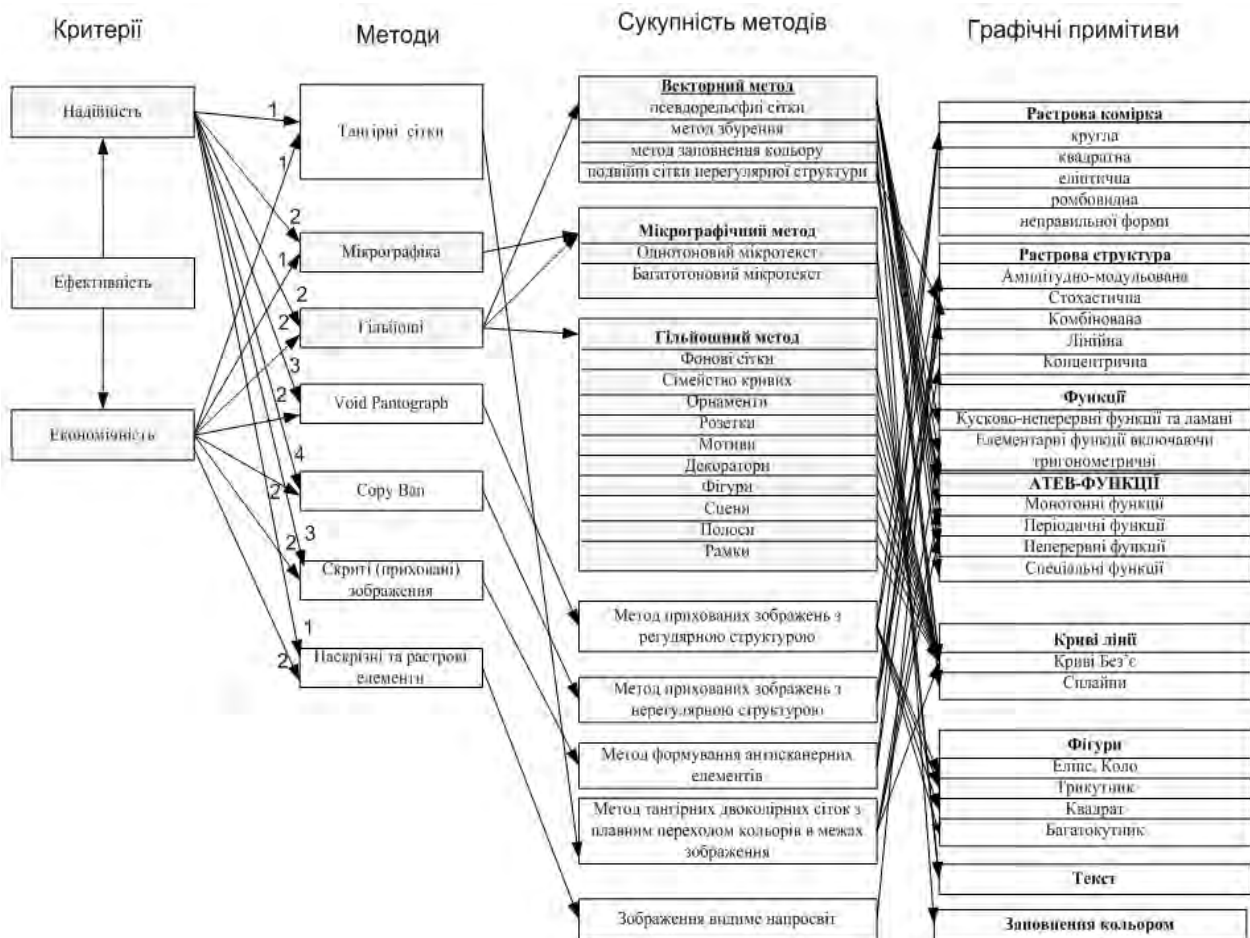 Критерії
Методи
Сукупність методів
Графічні примітиви
Надійність
Ефективність
Економічність
1
1
2
1
2
2
3
2
4
2
3
2
1
2
Тангірні сітки
Мікрографіка
Гільйоші
Void Pantograph
Copy Ban
Скриті (приховані)
зображення
Наскрізні та растрові
елементи
Векторний метод
псевдорельєфні сітки
метод збурення
метод заповнення кольору
подвійні сітки нерегулярної структури
Мікрографічний метод
Однотоновий мікротекст
Багатотоновий мікротекст
Гільйошний метод
Фонові сітки
Сімейство кривих
Орнаменти
Розетки
Мотиви
Декоратори
Фігури
Сцени
Полоси
Рамки
Метод прихованих зображень з
регулярною структурою
Метод прихованих зображень з
нерегулярною структурою
Метод формування антисканерних
елементів
Метод тангірних двоколірних сіток з
плавним переходом кольорів в межах
зображення
Зображення видиме напросвіт
Растрова комірка
кругла
квадратна
еліптична
ромбовидна
неправильної форми
Растрова структура
Амплітудно-модульована
Стохастична
Комбінована
Лінійна
Концентрична
Функції
Кусково-неперервні функції та ламані
Елементарні функції включаючи
тригонометричні
АТЕВ-ФУНКЦІЇ
Монотонні функції
Періодичні функції
Неперервні функції
Спеціальні функції
Криві лінії
Криві Без`є
Сплайни
Фігури
Еліпс, Коло
Трикутник
Квадрат
Багатокутник
Текст
Заповнення кольором